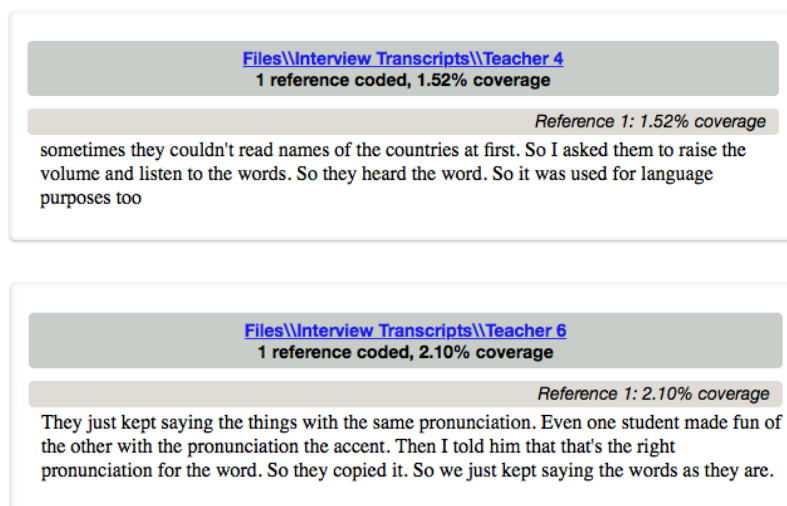 Files\\Interview Transcripts\\Teacher 4
1 reference coded, 1.52% coverage
Reference 1: 1.52% coverage
sometimes they couldn't read names of the countries at first. So I asked them to raise the
volume and listen to the words. So they heard the word. So it was used for language
purposes too
Files\\Interview Transcripts\\Teacher 6
1 reference coded, 2.10% coverage
Reference 1: 2.10% coverage
They just kept saying the things with the same pronunciation. Even one student made fun of
the other with the pronunciation the accent. Then I told him that that's the right
pronunciation for the word. So they copied it. So we just kept saying the words as they are.